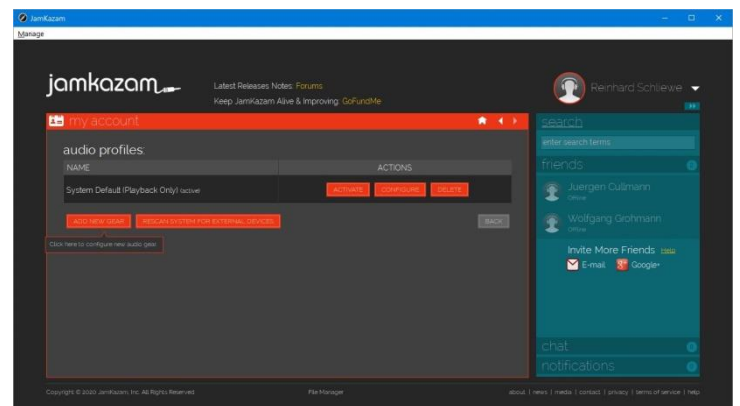 JamKazam
Manage
jamkazam
Latest Releases Notes: Forums
Keep JamKazam Alive & Improving: GoFundMe
Reinhard Schliewe
my account
search
enter search terms
audio profiles:
NAME ACTIONS
System Default (Playback Only) (active) ACTIVATE CONFIGURE DELETE
ADD NEW GEAR RESCAN SYSTEM FOR EXTERNAL DEVICES BACK
Click here to configure new audio gear.
friends
Juergen Cullmann
Offline
Wolfgang Grohmann
Offline
Invite More Friends Help
E-mail Google+
chat
notifications
Copyright © 2020 JamKazam, Inc. All Rights Reserved File Manager about | news | media | contact | privacy | terms of service | help